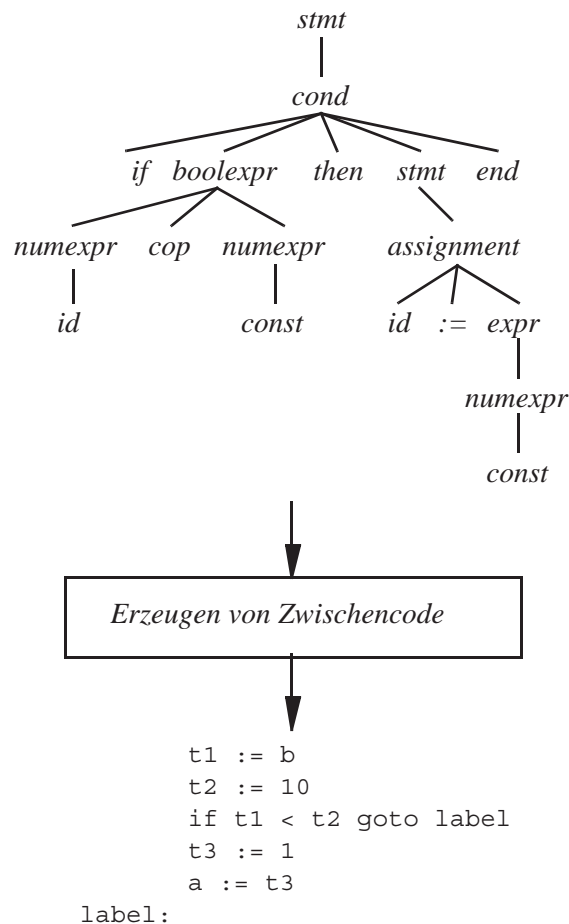 stmt
cond
if boolexpr then stmt end
numexpr cop numexpr assignment
id const id := expr
numexpr
const
Erzeugen von Zwischencode
t1 := b
t2 := 10
if t1 < t2 goto label
t3 := 1
a := t3
label: